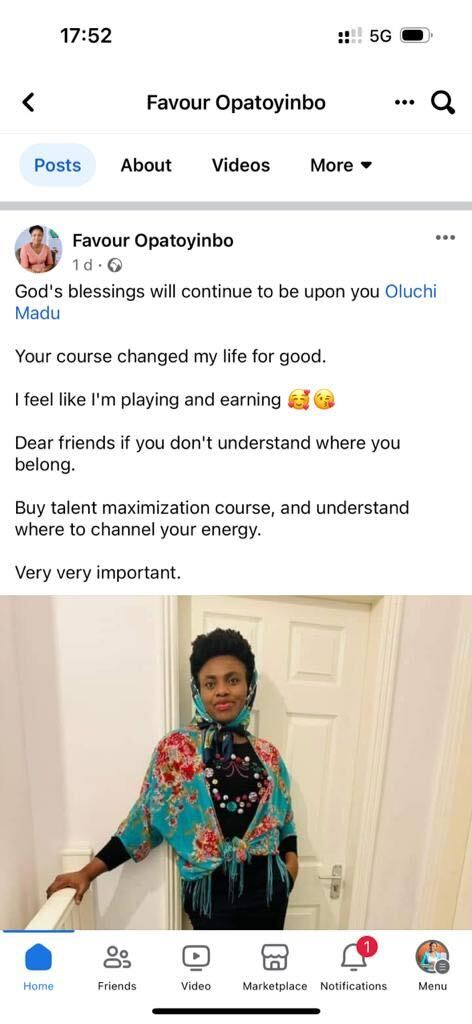 17:52
5G
Favour Opatoyinbo
Posts
About
Videos
More
Favour Opatoyinbo
1 d ·
God's blessings will continue to be upon you Oluchi
Madu
Your course changed my life for good.
I feel like I'm playing and earning 🥰😘
Dear friends if you don't understand where you
belong.
Buy talent maximization course, and understand
where to channel your energy.
Very very important.
1
Home
Friends
Video
Marketplace
Notifications
Menu